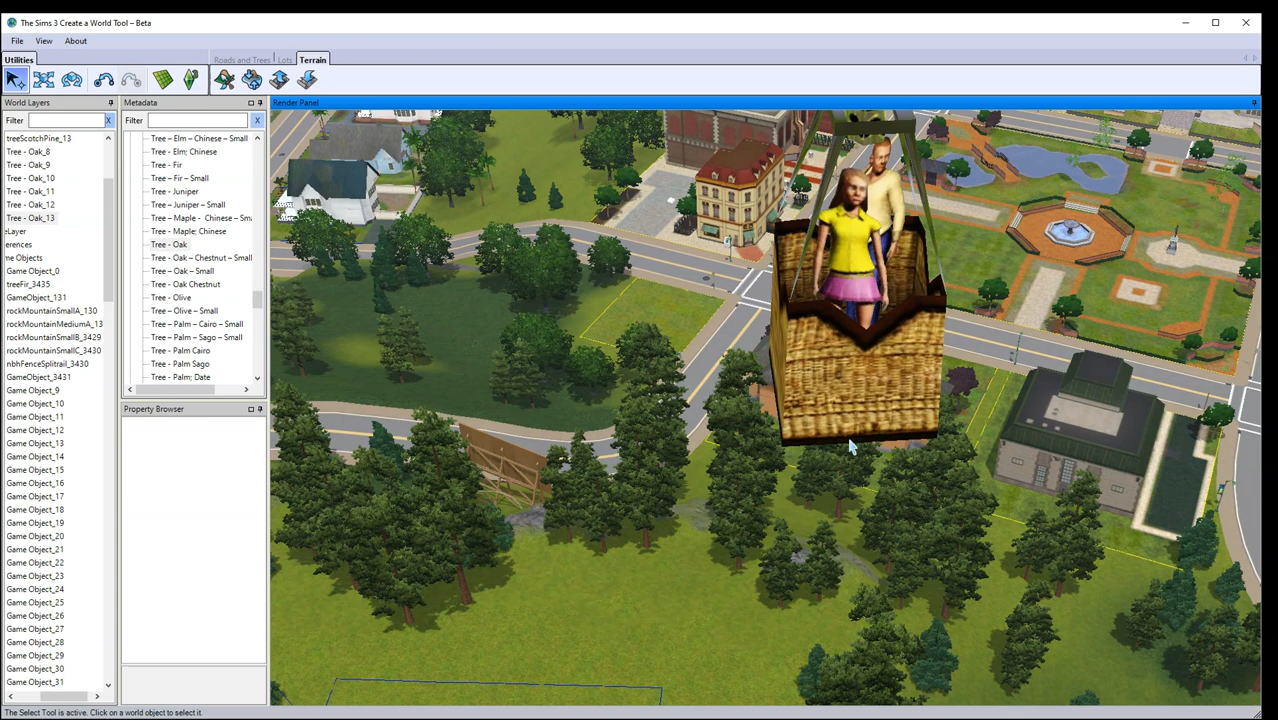 The Sims 3 Create a World Tool – Beta
File View About
Utilities Roads and Trees Lots Terrain
World Layers Metadata Render Panel
Filter X Filter X
treeScotchPine_13
Tree - Oak_8
Tree - Oak_9
Tree - Oak_10
Tree - Oak_11
Tree - Oak_12
Tree - Oak_13
eLayer
erences
me Objects
Game Object_0
treeFir_3435
GameObject_131
rockMountainSmallA_130
rockMountainMediumA_13
rockMountainSmallB_3429
rockMountainSmallC_3430
nbhFenceSplitrail_3430
GameObject_3431
Game Object_9
Game Object_10
Game Object_11
Game Object_12
Game Object_13
Game Object_14
Game Object_15
Game Object_16
Game Object_17
Game Object_18
Game Object_19
Game Object_20
Game Object_21
Game Object_22
Game Object_23
Game Object_24
Game Object_25
Game Object_26
Game Object_27
Game Object_28
Game Object_29
Game Object_30
Game Object_31
Tree – Elm – Chinese – Small
Tree - Elm; Chinese
Tree - Fir
Tree – Fir – Small
Tree - Juniper
Tree – Juniper – Small
Tree – Maple - Chinese – Sm
Tree – Maple; Chinese
Tree - Oak
Tree - Oak – Chestnut – Smal
Tree – Oak – Small
Tree - Oak Chestnut
Tree - Olive
Tree – Olive – Small
Tree – Palm – Cairo – Small
Tree – Palm – Sago – Small
Tree - Palm Cairo
Tree - Palm Sago
Tree - Palm; Date
Property Browser
The Select Tool is active. Click on a world object to select it.